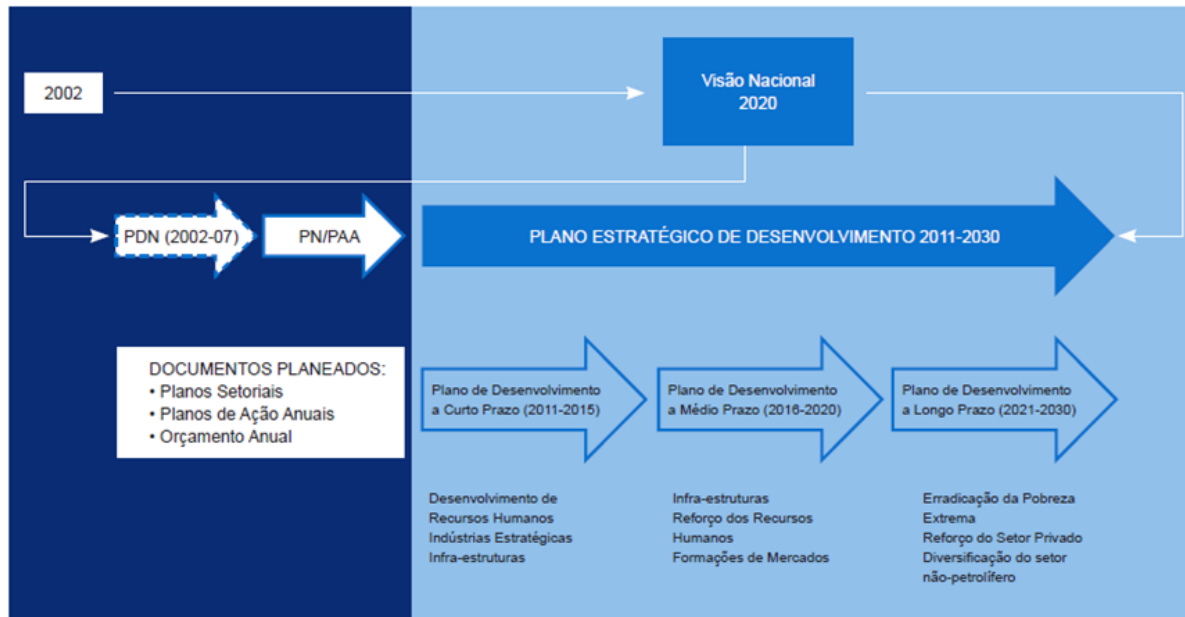 2002
Visão Nacional
2020
PDN (2002-07)
PN/PAA
PLANO ESTRATÉGICO DE DESENVOLVIMENTO 2011-2030
DOCUMENTOS PLANEADOS:
• Planos Setoriais
• Planos de Ação Anuais
• Orçamento Anual
Plano de Desenvolvimento
a Curto Prazo (2011-2015)
Plano de Desenvolvimento
a Médio Prazo (2016-2020)
Plano de Desenvolvimento
a Longo Prazo (2021-2030)
Desenvolvimento de
Recursos Humanos
Indústrias Estratégicas
Infra-estruturas
Infra-estruturas
Reforço dos Recursos
Humanos
Formações de Mercados
Erradicação da Pobreza
Extrema
Reforço do Setor Privado
Diversificação do setor
não-petrolífero